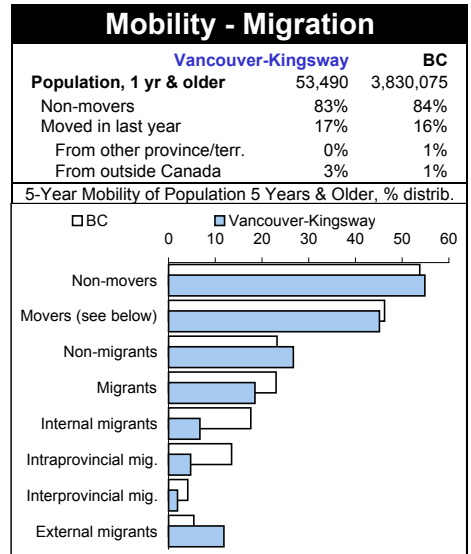 Mobility - Migration
Vancouver-Kingsway BC
Population, 1 yr & older 53,490 3,830,075
Non-movers 83% 84%
Moved in last year 17% 16%
From other province/terr. 0% 1%
From outside Canada 3% 1%
5-Year Mobility of Population 5 Years & Older, % distrib.
BC Vancouver-Kingsway
0 10 20 30 40 50 60
Non-movers
Movers (see below)
Non-migrants
Migrants
Internal migrants
Intraprovincial mig.
Interprovincial mig.
External migrants